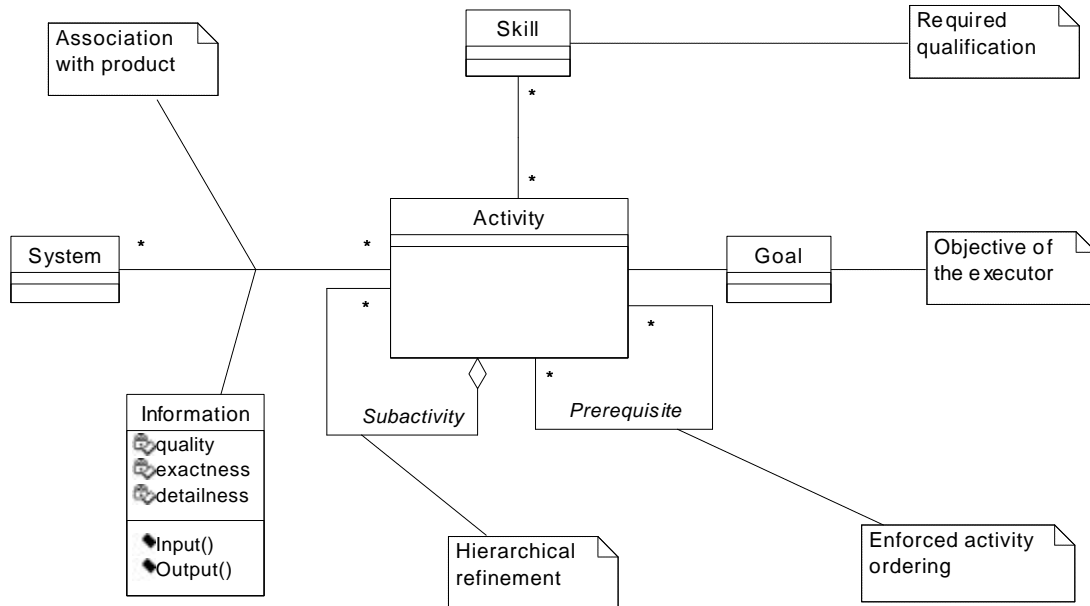 Association
with product
Skill
Required
qualification
*
*
Activity
System
*
*
Goal
Objective of
the executor
*
*
*
Subactivity
Prerequisite
Information
quality
exactness
detailness
Input()
Output()
Hierarchical
refinement
Enforced activity
ordering